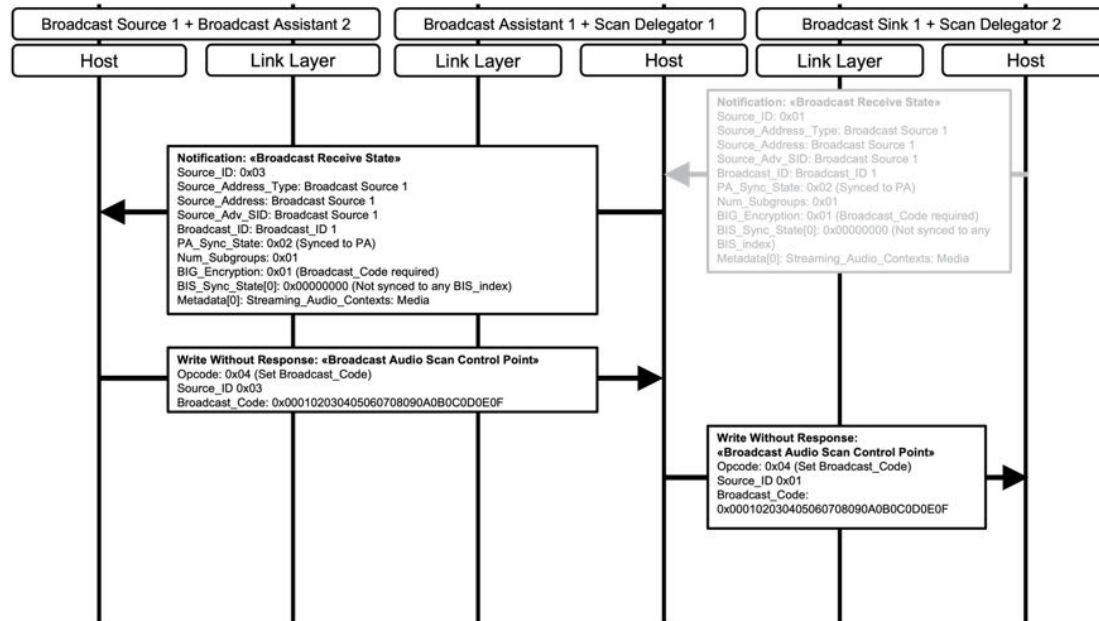 Broadcast Source 1 + Broadcast Assistant 2
Broadcast Assistant 1 + Scan Delegator 1
Broadcast Sink 1 + Scan Delegator 2
Host
Link Layer
Link Layer
Host
Link Layer
Host
Notification: «Broadcast Receive State»
Source_ID: 0x01
Source_Address_Type: Broadcast Source 1
Source_Address: Broadcast Source 1
Source_Adv_SID: Broadcast Source 1
Broadcast_ID: Broadcast_ID 1
PA_Sync_State: 0x02 (Synced to PA)
Num_Subgroups: 0x01
BIG_Encryption: 0x01 (Broadcast_Code required)
BIS_Sync_State[0]: 0x00000000 (Not synced to any
BIS_index)
Metadata[0]: Streaming_Audio_Contexts: Media
Notification: «Broadcast Receive State»
Source_ID: 0x03
Source_Address_Type: Broadcast Source 1
Source_Address: Broadcast Source 1
Source_Adv_SID: Broadcast Source 1
Broadcast_ID: Broadcast_ID 1
PA_Sync_State: 0x02 (Synced to PA)
Num_Subgroups: 0x01
BIG_Encryption: 0x01 (Broadcast_Code required)
BIS_Sync_State[0]: 0x00000000 (Not synced to any BIS_index)
Metadata[0]: Streaming_Audio_Contexts: Media
Write Without Response: «Broadcast Audio Scan Control Point»
Opcode: 0x04 (Set Broadcast_Code)
Source_ID 0x03
Broadcast_Code: 0x000102030405060708090A0B0C0D0E0F
Write Without Response:
«Broadcast Audio Scan Control Point»
Opcode: 0x04 (Set Broadcast_Code)
Source_ID 0x01
Broadcast_Code:
0x000102030405060708090A0B0C0D0E0F